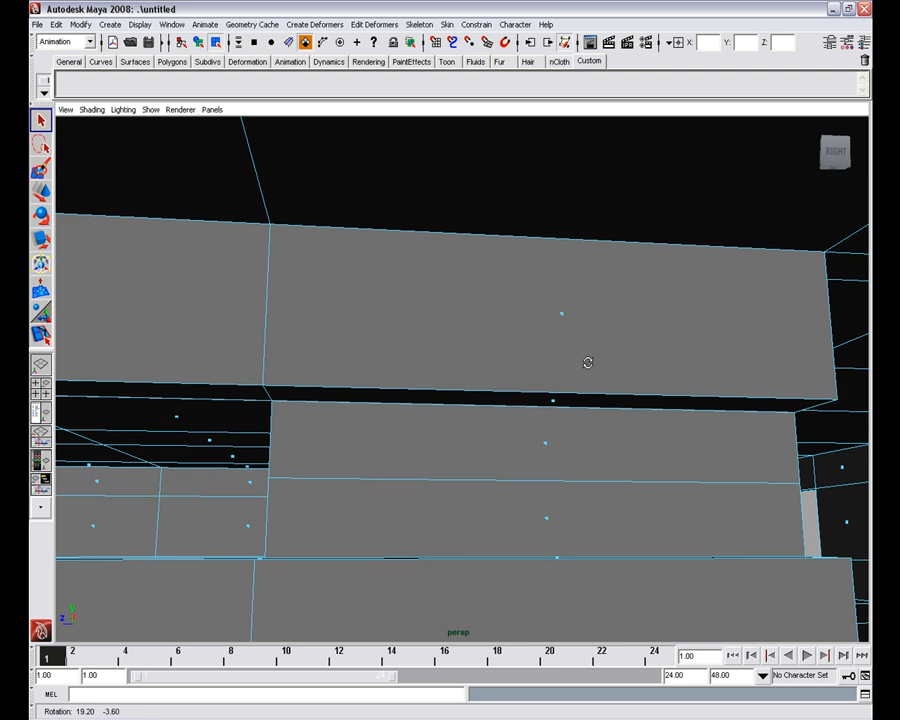 Autodesk Maya 2008: .\untitled
File Edit Modify Create Display Window Animate Geometry Cache Create Deformers Edit Deformers Skeleton Skin Constrain Character Help
Animation X: Y: Z:
General Curves Surfaces Polygons Subdivs Deformation Animation Dynamics Rendering PaintEffects Toon Fluids Fur Hair nCloth Custom
View Shading Lighting Show Renderer Panels
RIGHT
y
z
persp
1 2 4 6 8 10 12 14 16 18 20 22 24 1.00
1.00 1.00 1 24 24.00 48.00 No Character Set
MEL
Rotation: 19.20 -3.60